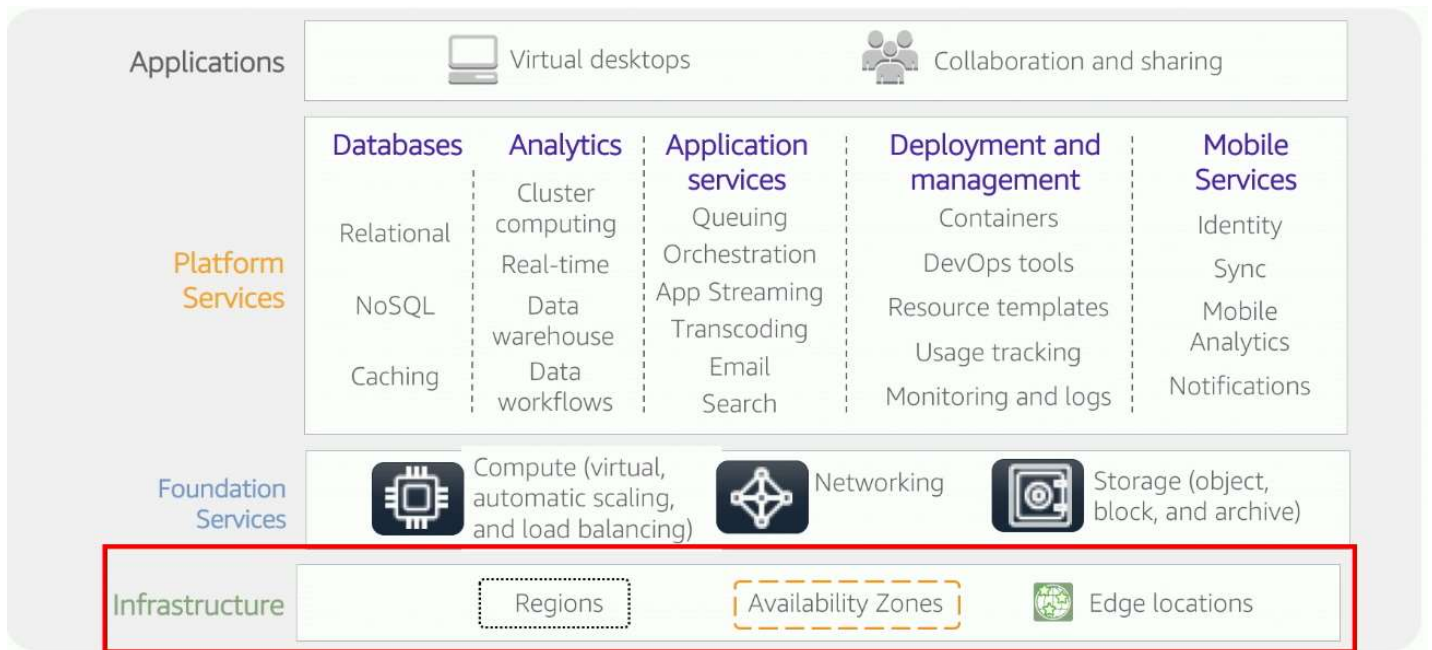 Applications
Virtual desktops
Collaboration and sharing
Platform
Services
Databases
Relational
NoSQL
Caching
Analytics
Cluster
computing
Real-time
Data
warehouse
Data
workflows
Application
services
Queuing
Orchestration
App Streaming
Transcoding
Email
Search
Deployment and
management
Containers
DevOps tools
Resource templates
Usage tracking
Monitoring and logs
Mobile
Services
Identity
Sync
Mobile
Analytics
Notifications
Foundation
Services
Compute (virtual,
automatic scaling,
and load balancing)
Networking
Storage (object,
block, and archive)
Infrastructure
Regions
Availability Zones
Edge locations